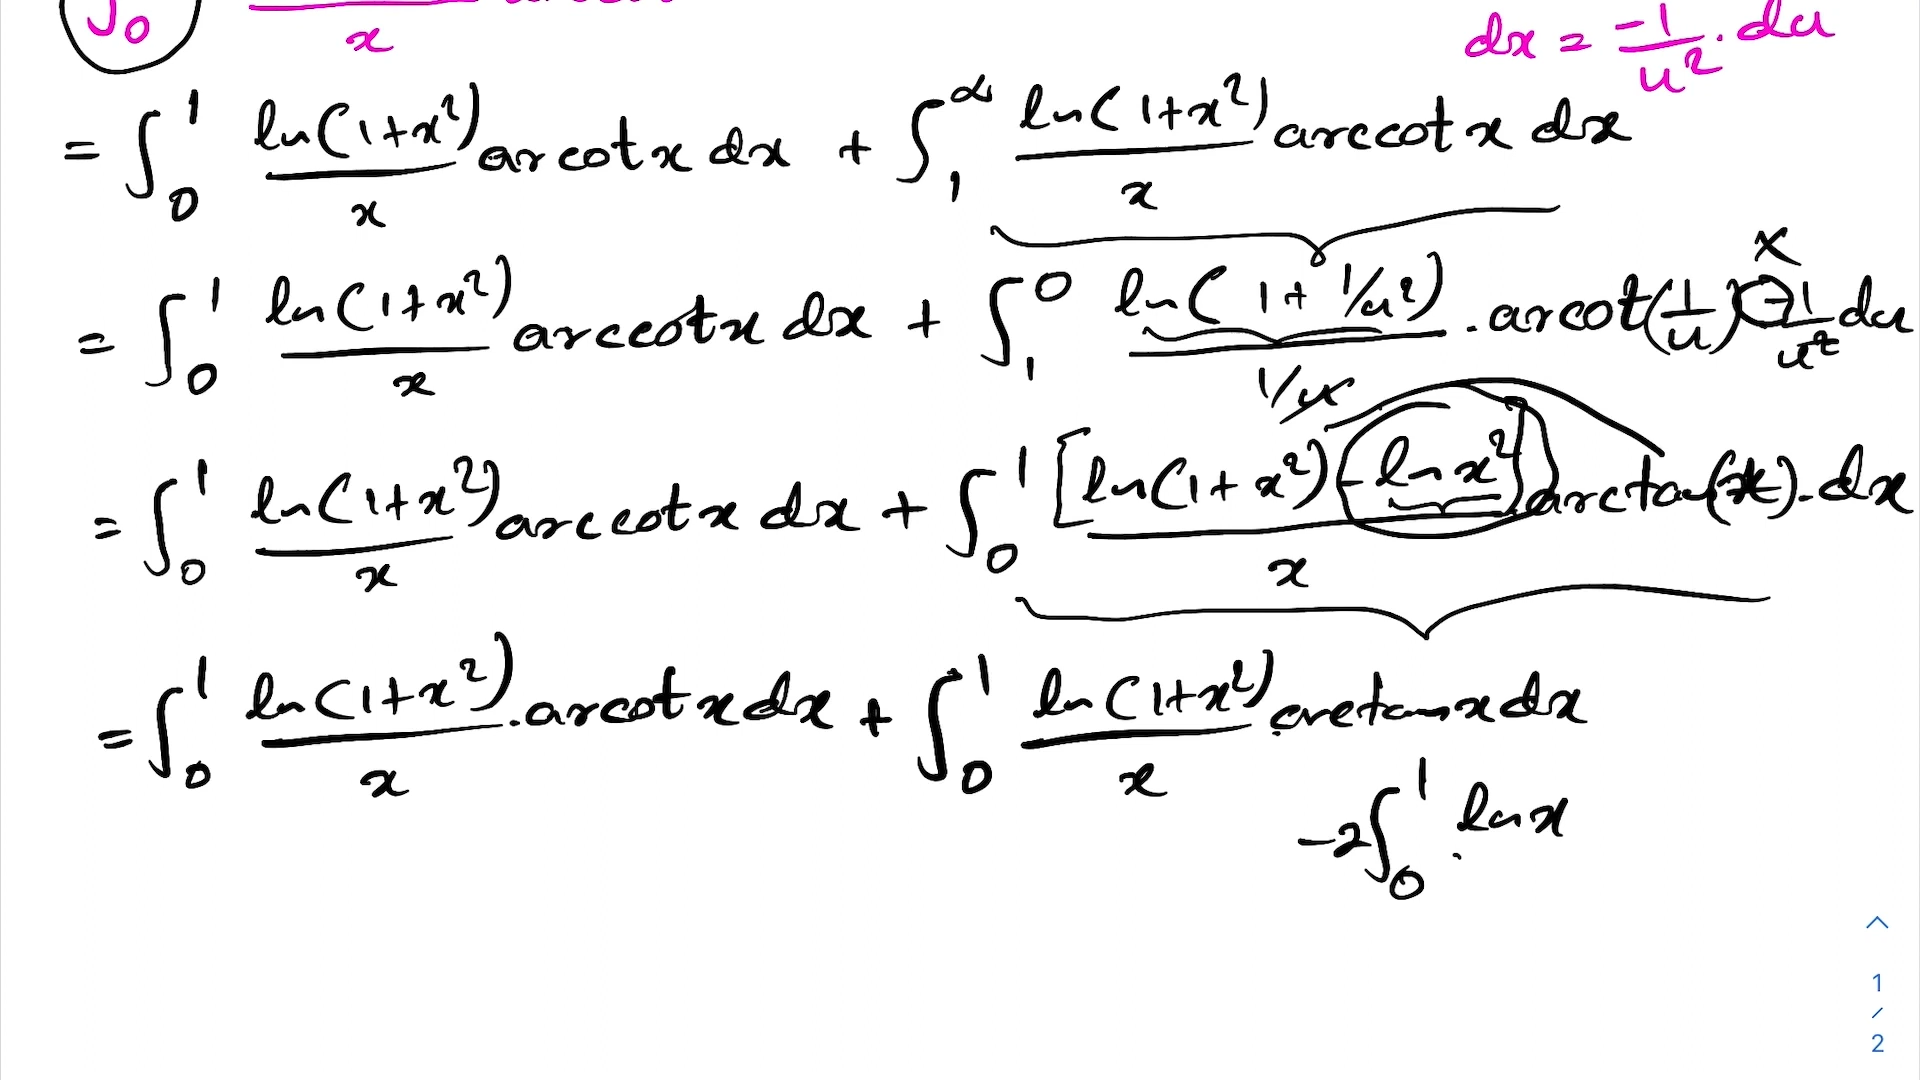 ∫₀ / x
dx = -1/u² . du
= ∫₀¹ ln(1+x²)/x arcotx dx + ∫₁^∞ ln(1+x²)/x arccotx dx
= ∫₀¹ ln(1+x²)/x arccotx dx + ∫₁⁰ ln(1+1/u²)/(1/u) . arcot(1/u) x -1/u² du
= ∫₀¹ ln(1+x²)/x arccotx dx + ∫₀¹ [ln(1+x²) - ln x²]/x arctan(x). dx
= ∫₀¹ ln(1+x²)/x . arcotx dx + ∫₀¹ ln(1+x²)/x arctanx dx
-2∫₀¹ lnx
^
1
/
2